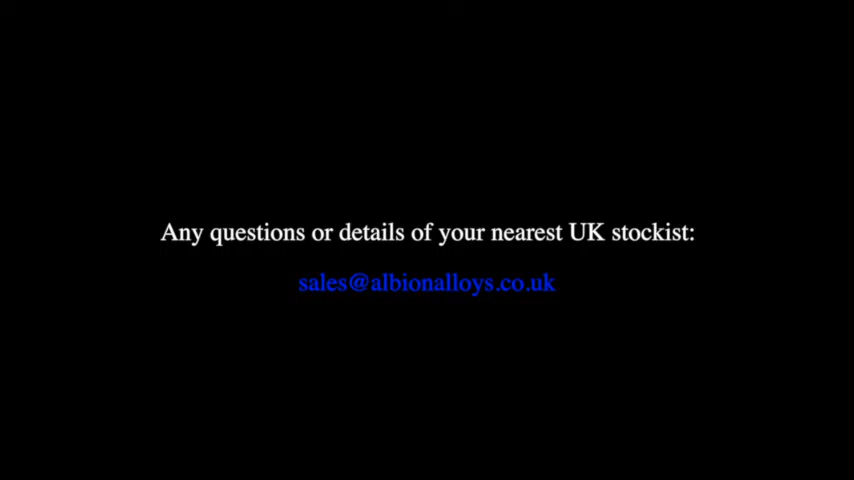 Any questions or details of your nearest UK stockist:
sales@albionalloys.co.uk